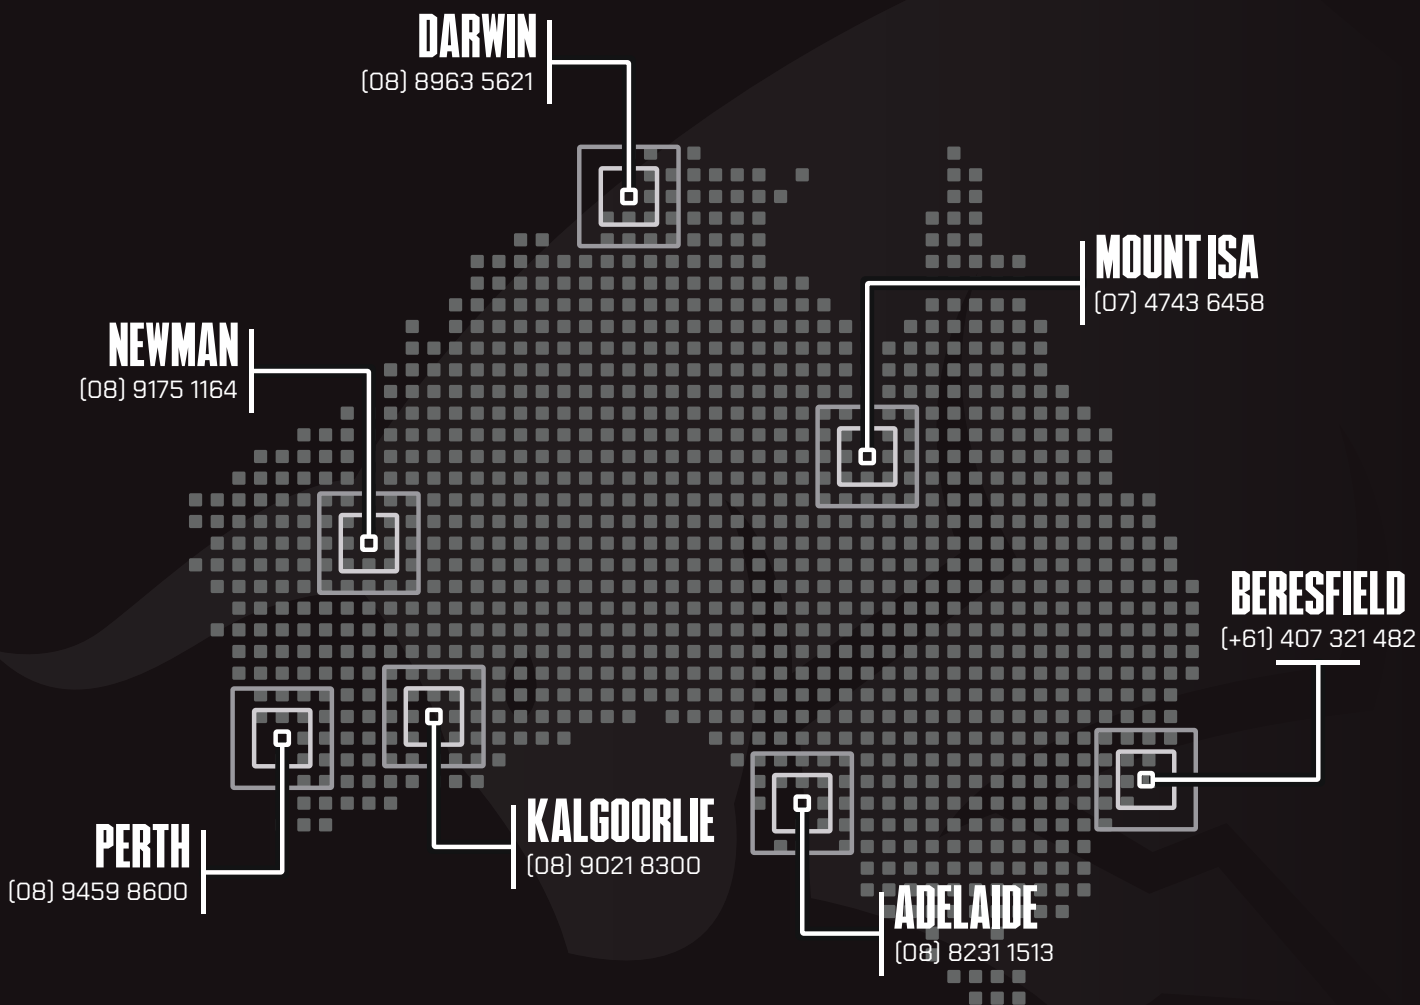 DARWIN
(08) 8963 5621
MOUNT ISA
(07) 4743 6458
NEWMAN
(08) 9175 1164
BERESFIELD
(+61) 407 321 482
KALGOORLIE
(08) 9021 8300
PERTH
(08) 9459 8600
ADELAIDE
(08) 8231 1513